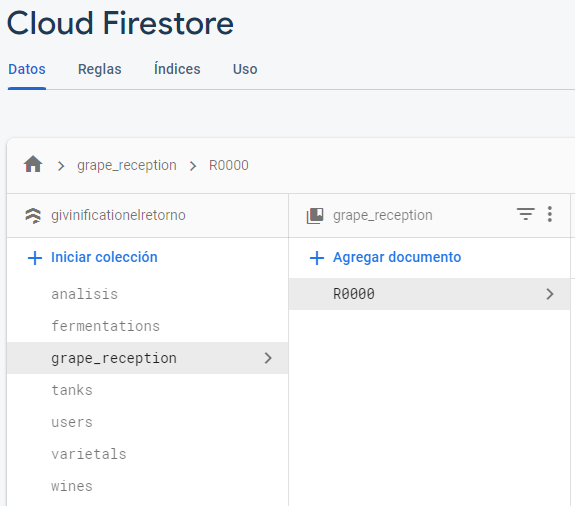 Cloud Firestore
Datos Reglas Índices Uso
grape_reception R0000
givinificationelretorno
grape_reception
Iniciar colección
Agregar documento
analisis
R0000
fermentations
grape_reception
tanks
users
varietals
wines